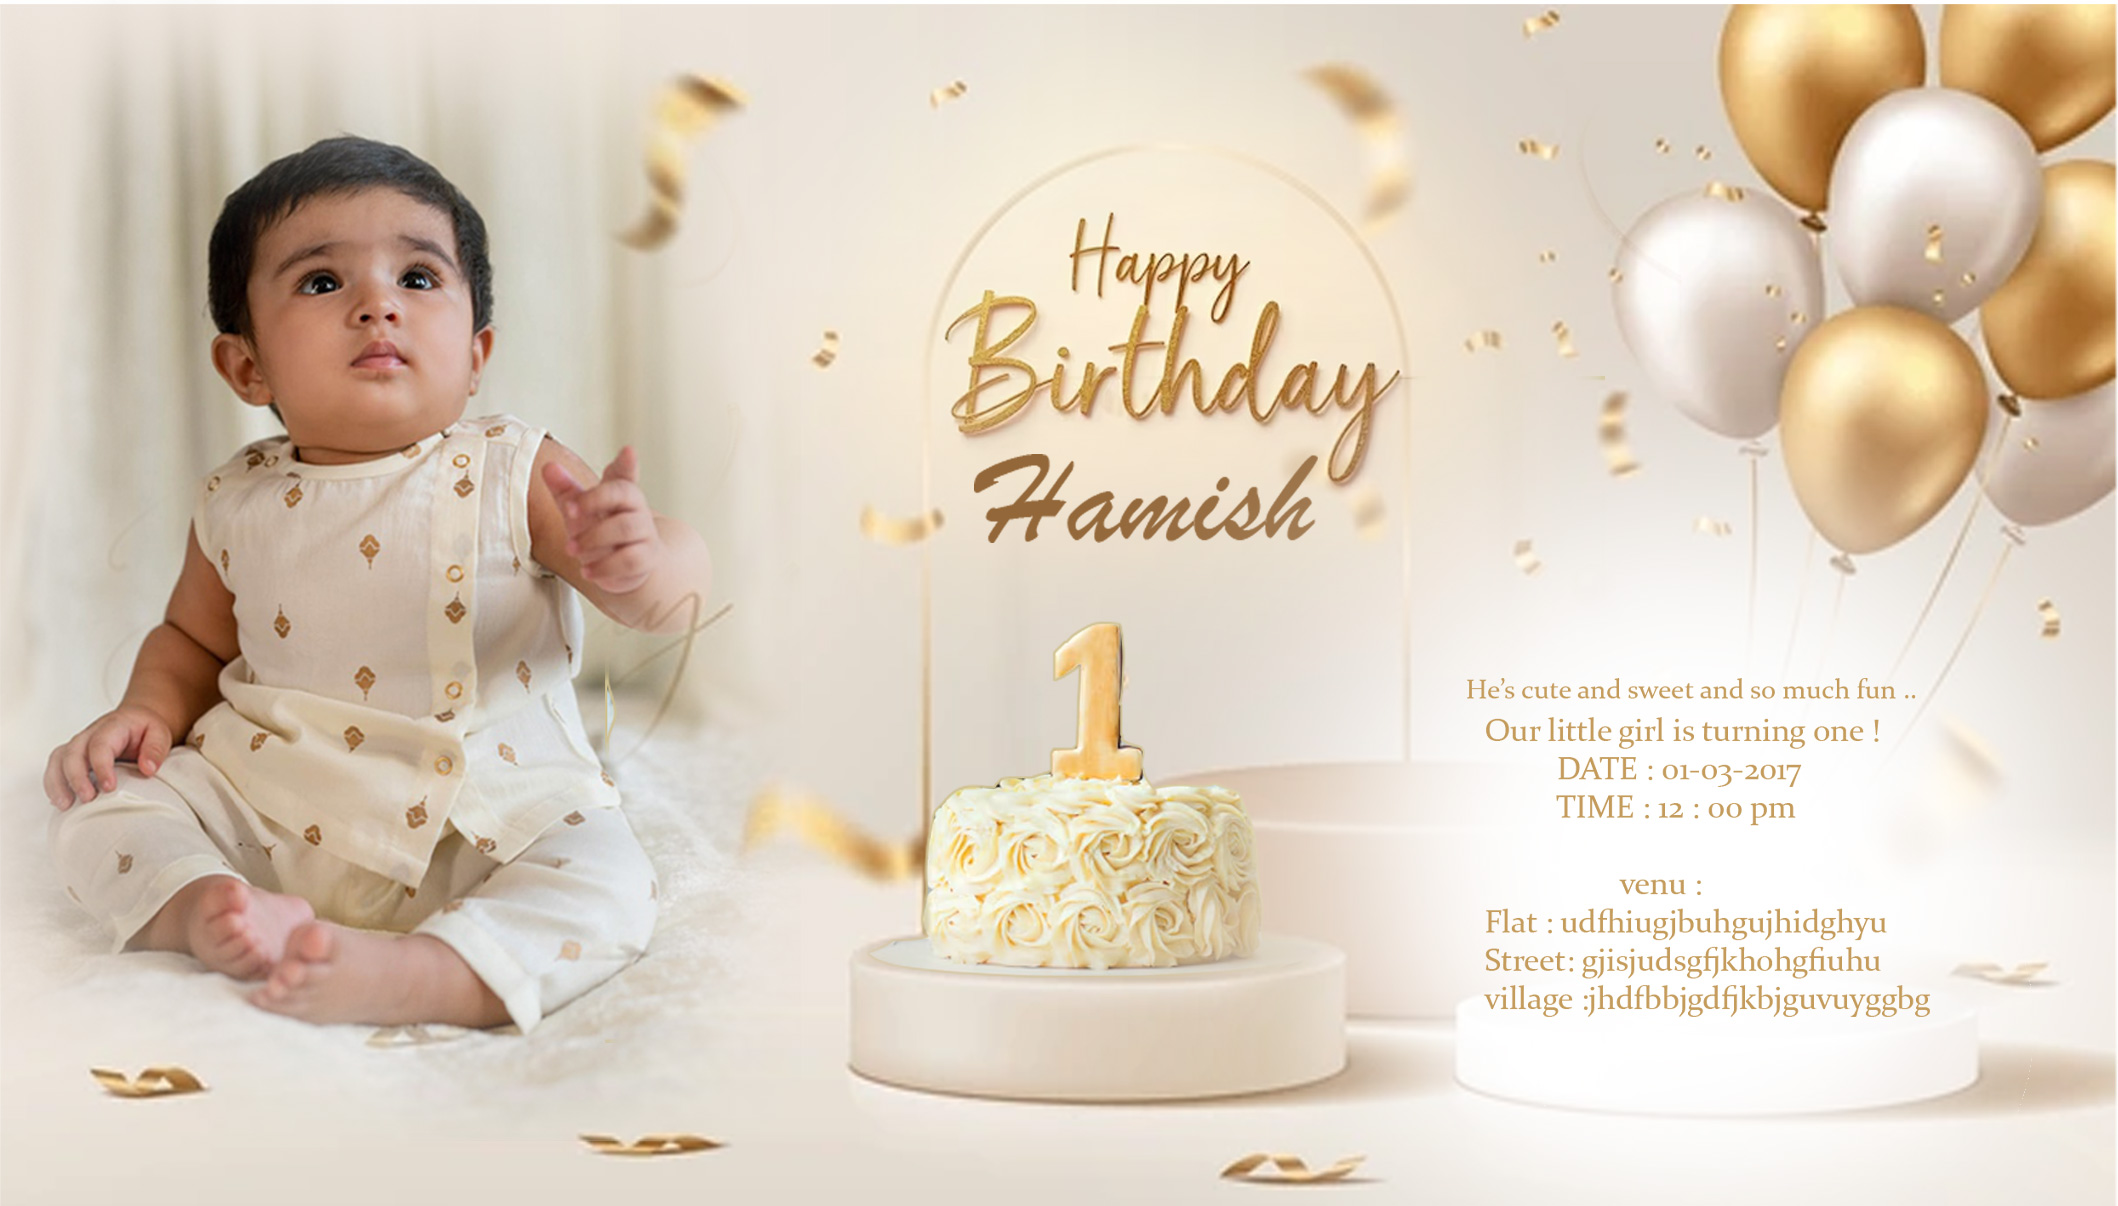 Happy
Birthday
Hamish
1
He's cute and sweet and so much fun ..
Our little girl is turning one !
DATE : 01-03-2017
TIME : 12 : 00 pm
venu :
Flat : udfhiugjbuhgujhidghyu
Street: gjisjudsgfjkhohgfiuhu
village :jhdfbbjgdfjkbjguvuyggbg